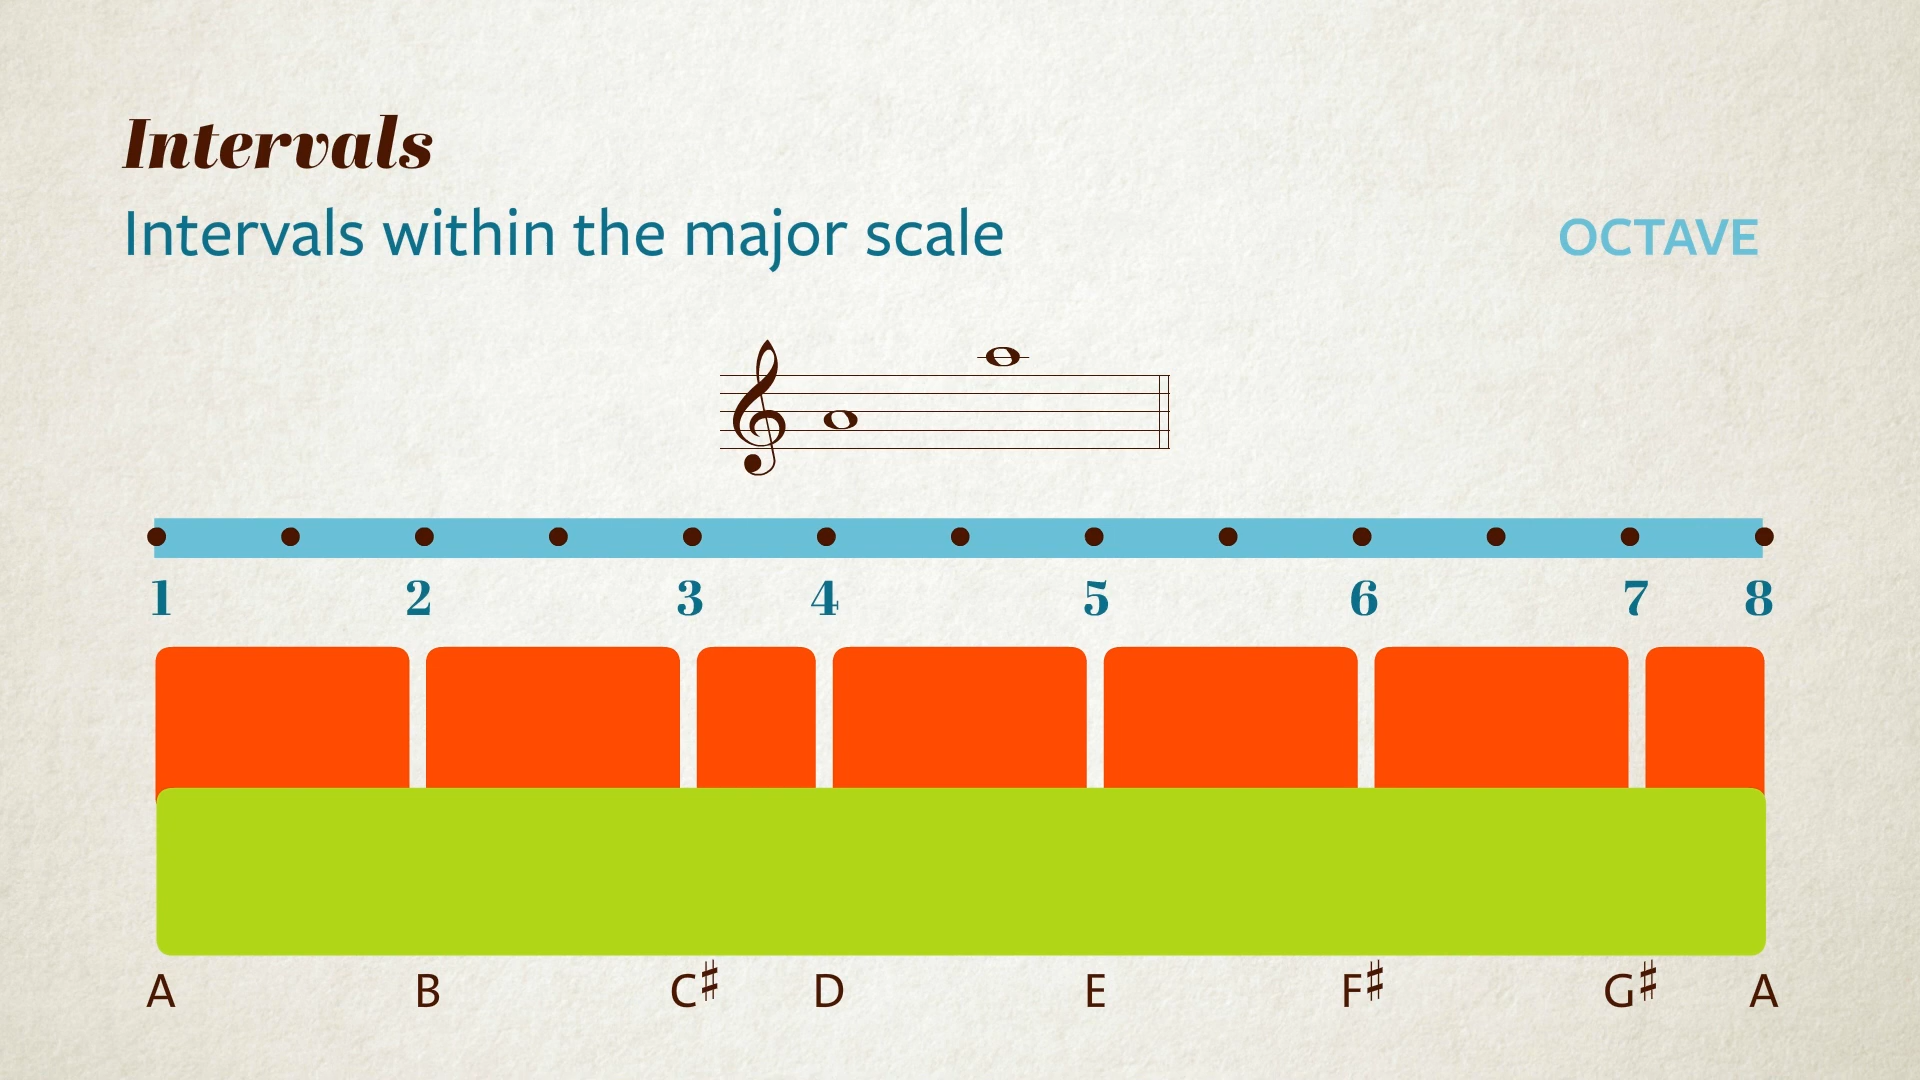 Intervals
Intervals within the major scale
OCTAVE
1 2 3 4 5 6 7 8
A B C♯ D E F♯ G♯ A